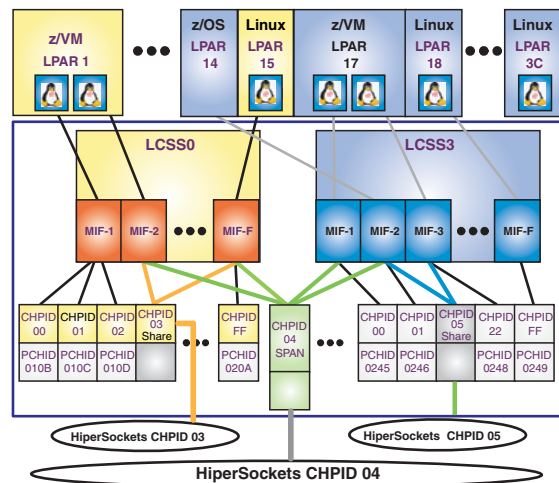 z/VM
LPAR 1
z/OS
LPAR
14
Linux
LPAR
15
z/VM
LPAR
17
Linux
LPAR
18
Linux
LPAR
3C
LCSS0
LCSS3
MIF-1
MIF-2
MIF-F
MIF-1
MIF-2
MIF-3
MIF-F
CHPID
00
CHPID
01
CHPID
02
CHPID
03
Share
CHPID
FF
PCHID
010B
PCHID
010C
PCHID
010D
PCHID
020A
CHPID
04
SPAN
CHPID
00
CHPID
01
CHPID
05
Share
CHPID
22
CHPID
FF
PCHID
0245
PCHID
0246
PCHID
0248
PCHID
0249
HiperSockets CHPID 03
HiperSockets CHPID 05
HiperSockets CHPID 04